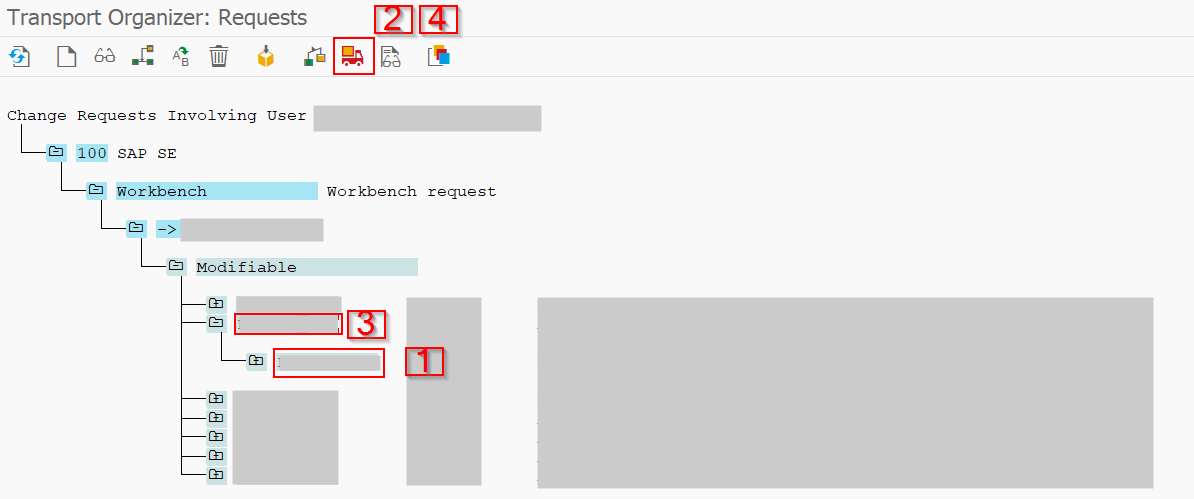 Transport Organizer: Requests
2 4
Change Requests Involving User
100 SAP SE
Workbench Workbench request
->
Modifiable
3
1